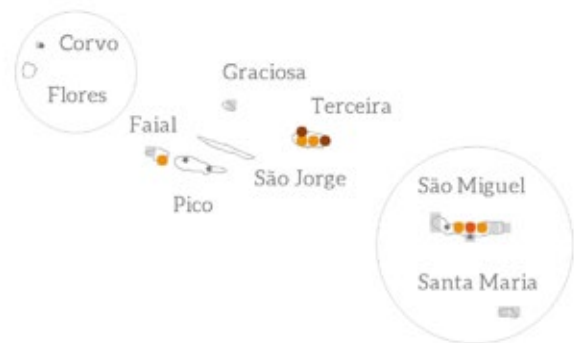 Corvo
Flores
Graciosa
Terceira
Faial
São Jorge
Pico
São Miguel
Santa Maria